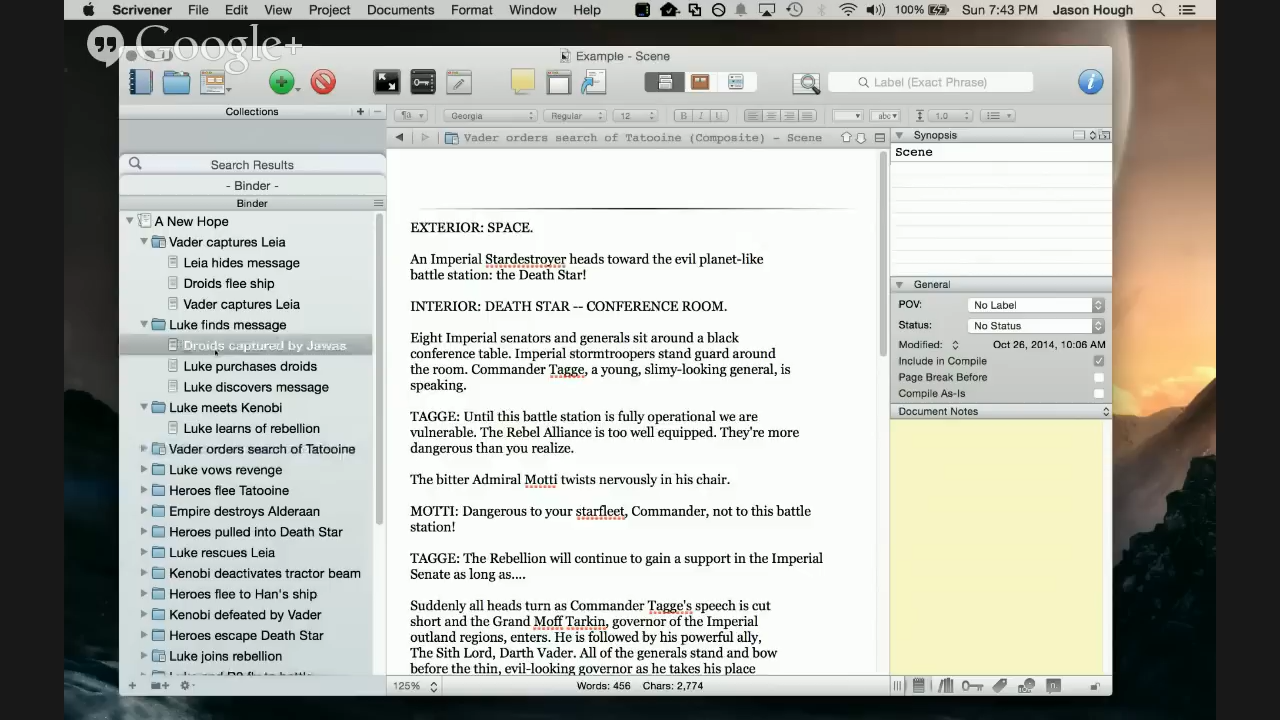 Scrivener File Edit View Project Documents Format Window Help 100% Sun 7:43 PM Jason Hough
Google+
Example - Scene
Label (Exact Phrase)
Collections
Georgia Regular 12 B I U abc 1.0
Vader orders search of Tatooine (Composite) - Scene
Synopsis
Scene
Search Results
- Binder -
Binder
A New Hope
Vader captures Leia
Leia hides message
Droids flee ship
Vader captures Leia
Luke finds message
Droids captured by Jawas
Luke purchases droids
Luke discovers message
Luke meets Kenobi
Luke learns of rebellion
Vader orders search of Tatooine
Luke vows revenge
Heroes flee Tatooine
Empire destroys Alderaan
Heroes pulled into Death Star
Luke rescues Leia
Kenobi deactivates tractor beam
Heroes flee to Han's ship
Kenobi defeated by Vader
Heroes escape Death Star
Luke joins rebellion
EXTERIOR: SPACE.
An Imperial Stardestroyer heads toward the evil planet-like
battle station: the Death Star!
INTERIOR: DEATH STAR -- CONFERENCE ROOM.
Eight Imperial senators and generals sit around a black
conference table. Imperial stormtroopers stand guard around
the room. Commander Tagge, a young, slimy-looking general, is
speaking.
TAGGE: Until this battle station is fully operational we are
vulnerable. The Rebel Alliance is too well equipped. They're more
dangerous than you realize.
The bitter Admiral Motti twists nervously in his chair.
MOTTI: Dangerous to your starfleet, Commander, not to this battle
station!
TAGGE: The Rebellion will continue to gain a support in the Imperial
Senate as long as....
Suddenly all heads turn as Commander Tagge's speech is cut
short and the Grand Moff Tarkin, governor of the Imperial
outland regions, enters. He is followed by his powerful ally,
The Sith Lord, Darth Vader. All of the generals stand and bow
before the thin, evil-looking governor as he takes his place
General
POV: No Label
Status: No Status
Modified: Oct 26, 2014, 10:06 AM
Include in Compile
Page Break Before
Compile As-Is
Document Notes
125% Words: 456 Chars: 2,774